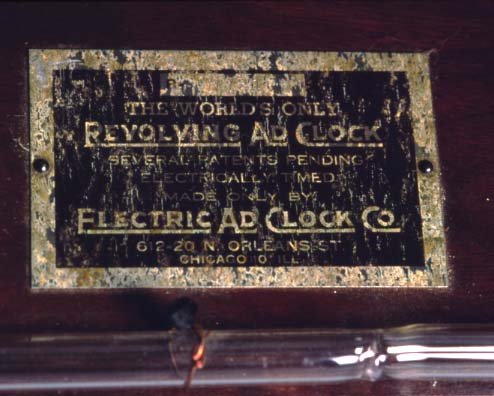 THE WORLD'S ONLY
REVOLVING AD CLOCK
SEVERAL PATENTS PENDING
ELECTRICALLY TIMED
MADE ONLY BY
ELECTRIC AD CLOCK CO
612-20 N. ORLEANS ST
CHICAGO 10 ILL